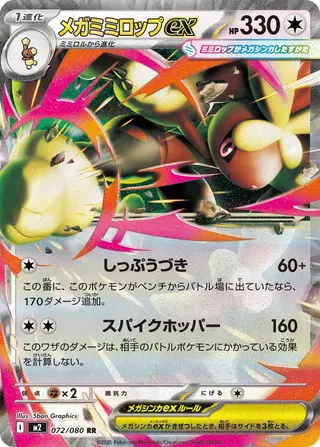 1進化
メガミミロップex
HP330
ミミロルから進化
ミミロップがメガシンカしたすがた
しっぷうづき 60+
この番に、このポケモンがベンチからバトル場に出ていたなら、
170ダメージ追加。
スパイクホッパー 160
このワザのダメージは、相手のバトルポケモンにかかっている効果
を計算しない。
弱点 ×2 抵抗力
Illus. 5ban Graphics
I m2 072/080 RR
メガシンカexルール
メガシンカexがきぜつしたとき、相手はサイドを3枚とる。